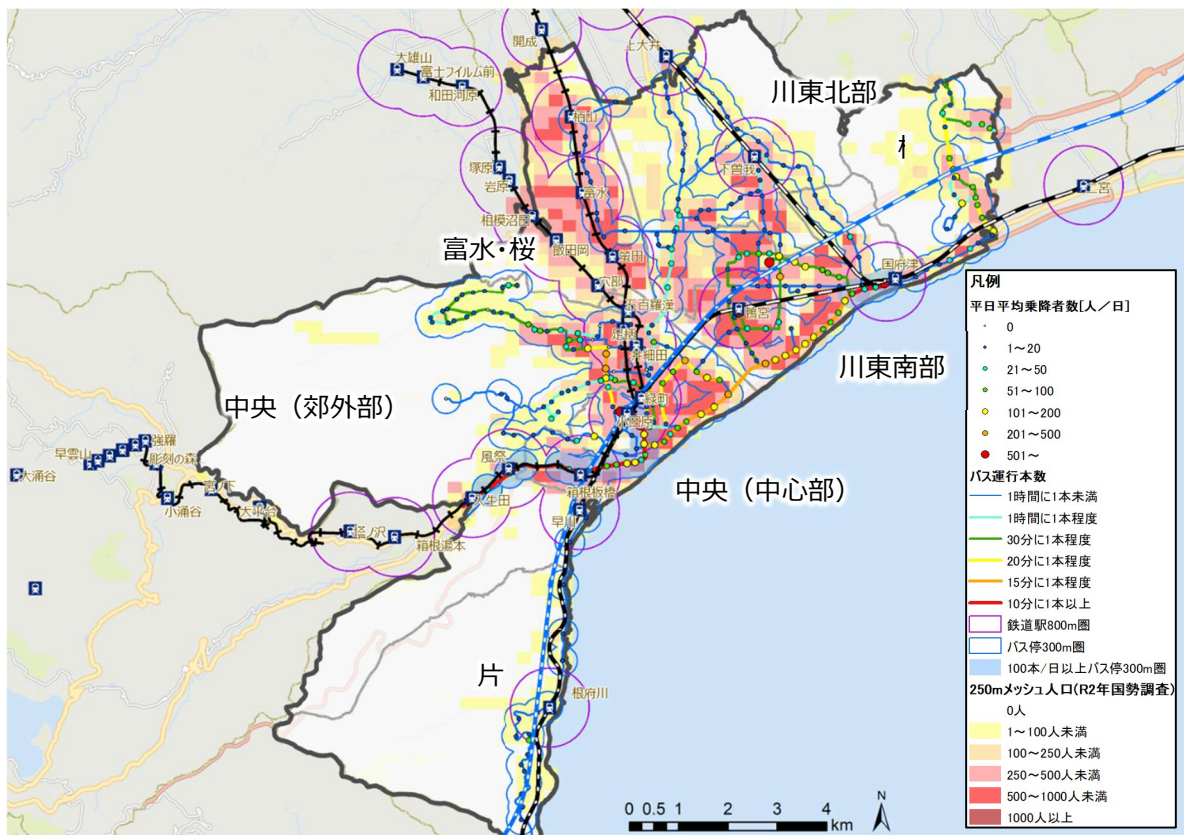 開成
大雄山
富士フイルム前
和田河原
上大井
川東北部
栢山
下曽我
塚原
岩原
富水
二宮
相模沼田
飯田岡
富水・桜
螢田
穴部
国府津
五百羅漢
鴨宮
足柄
井細田
川東南部
緑町
小田原
中央（郊外部）
風祭
箱根板橋
中央（中心部）
入生田
早川
強羅
早雲山
彫刻の森
大涌谷
小涌谷
宮ノ下
大平台
塔ノ沢
箱根湯本
片
根府川
凡例
平日平均乗降者数[人／日]
0
1～20
21～50
51～100
101～200
201～500
501～
バス運行本数
1時間に1本未満
1時間に1本程度
30分に1本程度
20分に1本程度
15分に1本程度
10分に1本以上
鉄道駅800m圏
バス停300m圏
100本/日以上バス停300m圏
250mメッシュ人口(R2年国勢調査)
0人
1～100人未満
100～250人未満
250～500人未満
500～1000人未満
1000人以上
0 0.5 1 2 3 4
km
N